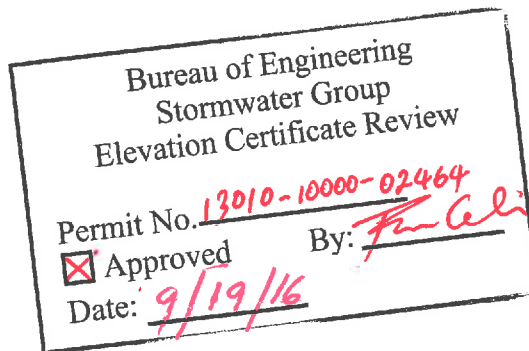 Bureau of Engineering
Stormwater Group
Elevation Certificate Review
Permit No. 13010-10000-02464
☒ Approved By:
Date: 9/19/16